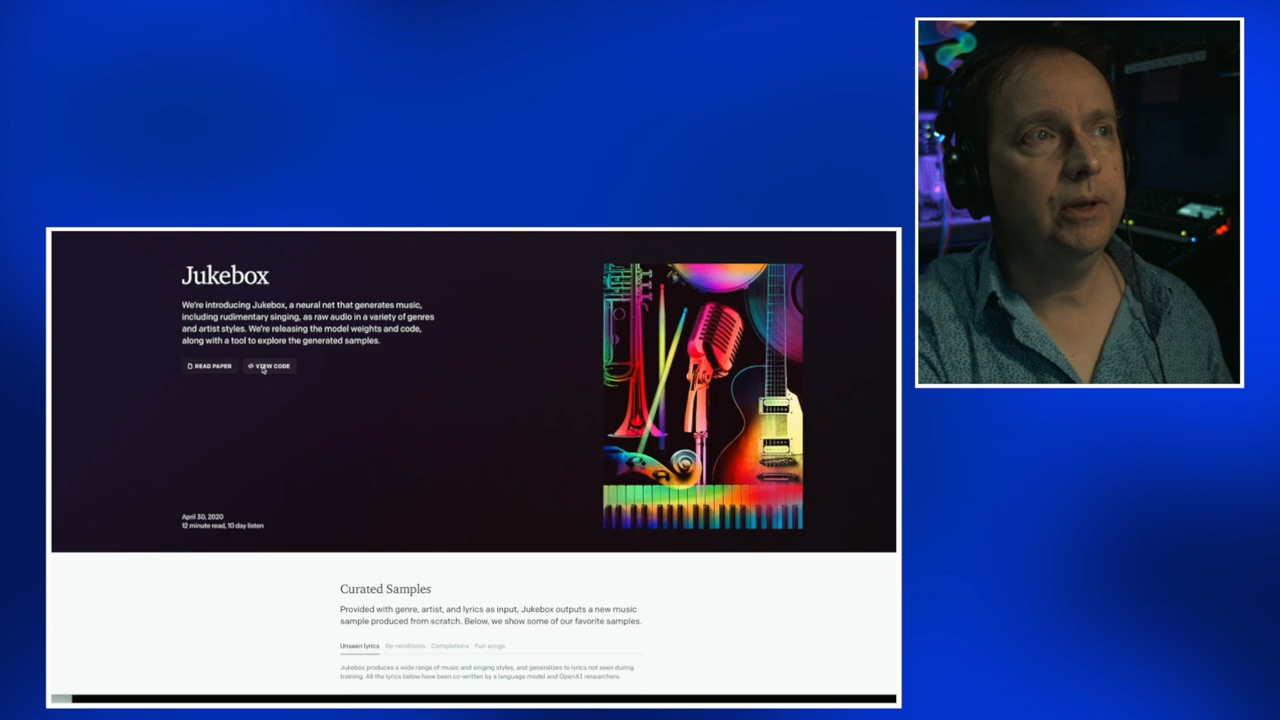 Jukebox
We're introducing Jukebox, a neural net that generates music,
including rudimentary singing, as raw audio in a variety of genres
and artist styles. We're releasing the model weights and code,
along with a tool to explore the generated samples.
READ PAPER
VIEW CODE
April 30, 2020
12 minute read, 10 day listen
Curated Samples
Provided with genre, artist, and lyrics as input, Jukebox outputs a new music
sample produced from scratch. Below, we show some of our favorite samples.
Unseen lyrics Re-renditions Completions Fun songs
Jukebox produces a wide range of music and singing styles, and generalizes to lyrics not seen during
training. All the lyrics below have been co-written by a language model and OpenAI researchers.